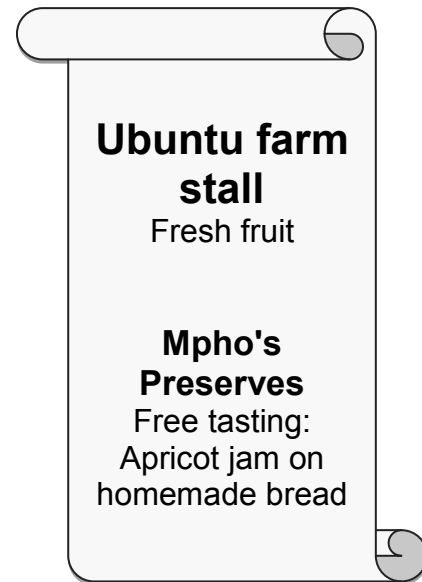 Ubuntu farm
stall
Fresh fruit
Mpho's
Preserves
Free tasting:
Apricot jam on
homemade bread